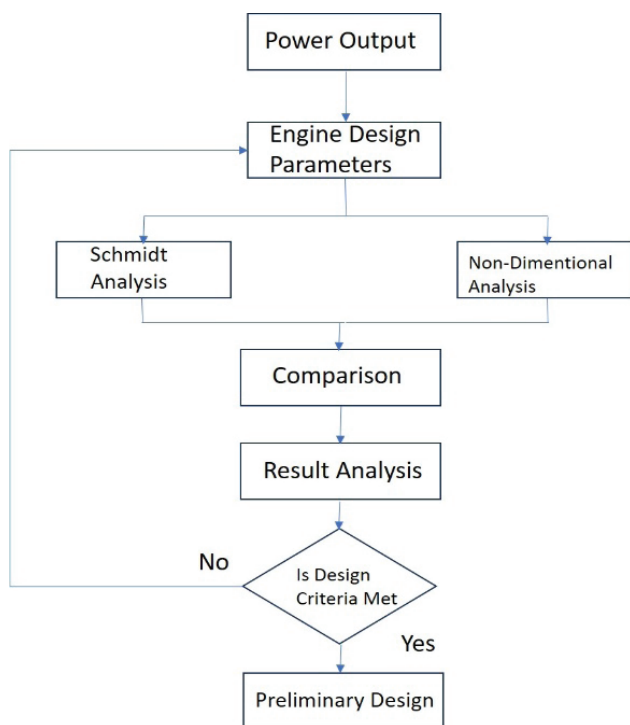 Power Output
Engine Design
Parameters
Schmidt
Analysis
Non-Dimentional
Analysis
Comparison
Result Analysis
No
Is Design
Criteria Met
Yes
Preliminary Design